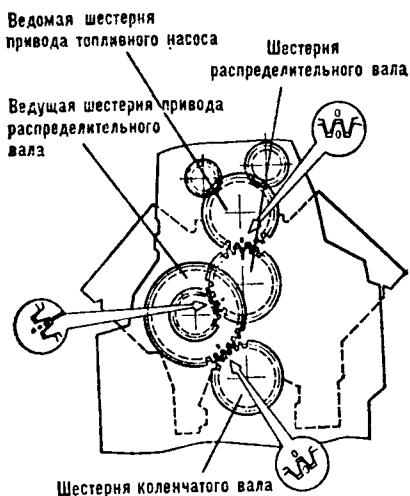 Ведомая шестерня
привода топливного насоса
Шестерня
распределительного вала
Ведущая шестерня привода
распределительного
вала
Шестерня коленчатого вала